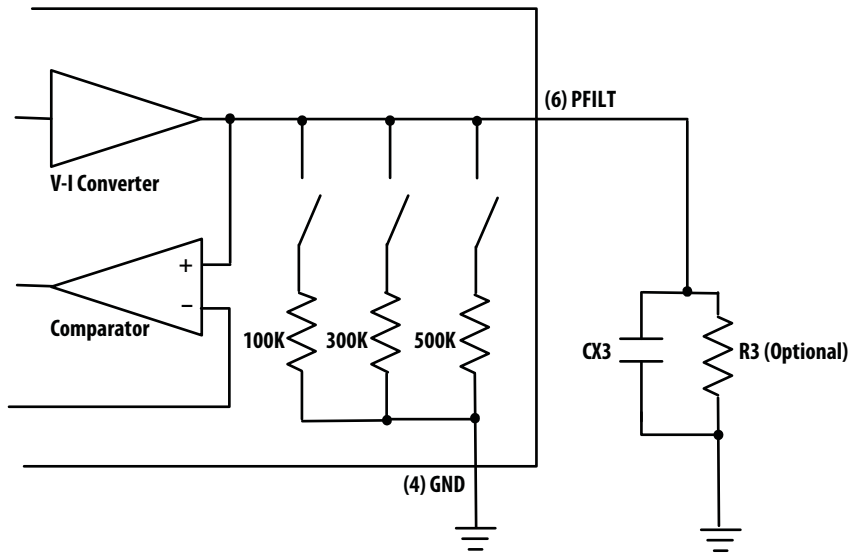 (6) PFILT
V-I Converter
+
–
Comparator
100K
300K
500K
CX3
R3 (Optional)
(4) GND